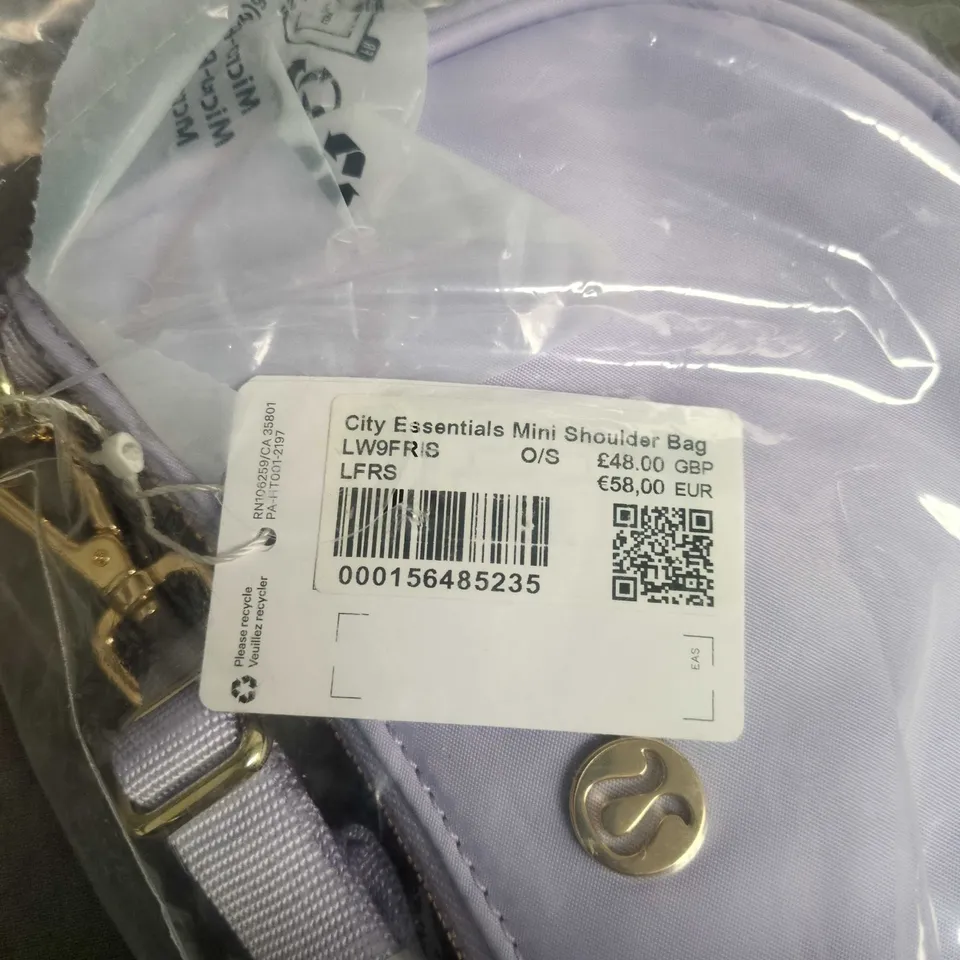 City Essentials Mini Shoulder Bag
LW9FRIS O/S £48.00 GBP
LFRS €58,00 EUR
000156485235
RN106259/CA 35801
PA-HT001-2197
Please recycle
Veuillez recycler
EAS